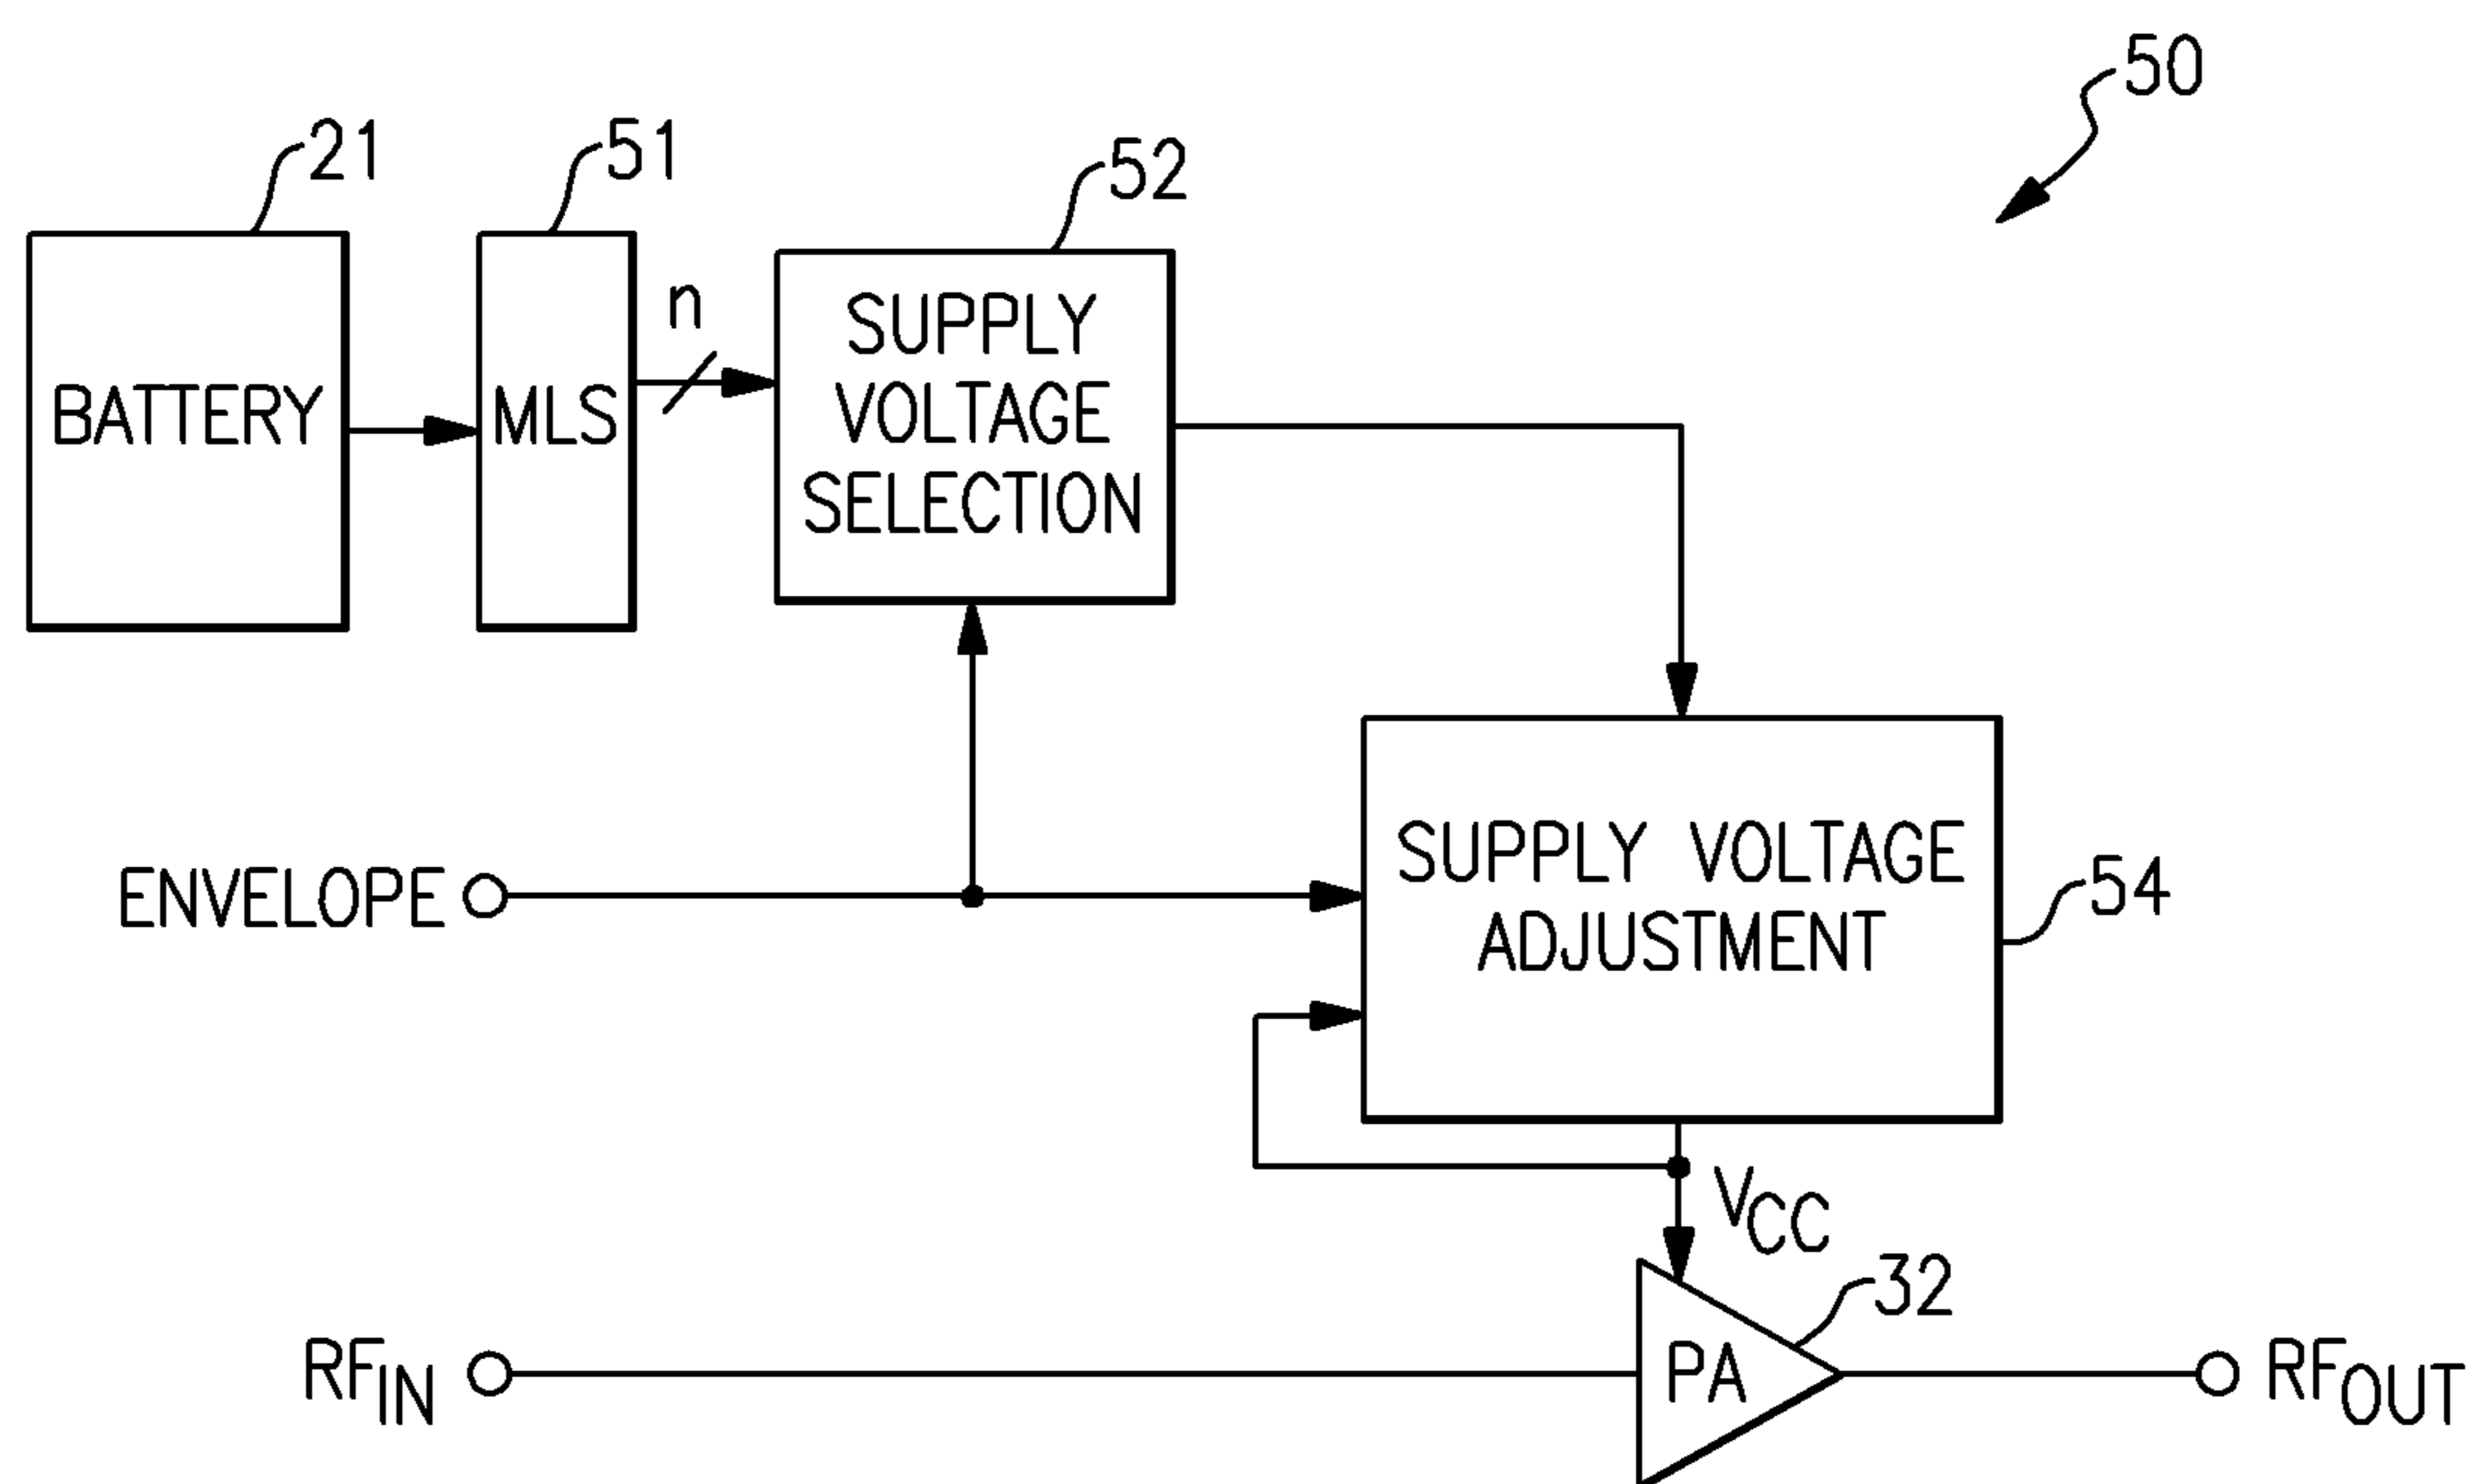 50
21
51
52
n
SUPPLY
VOLTAGE
SELECTION
BATTERY
MLS
SUPPLY VOLTAGE
ADJUSTMENT
54
ENVELOPE
VCC
32
RFIN
PA
RFOUT